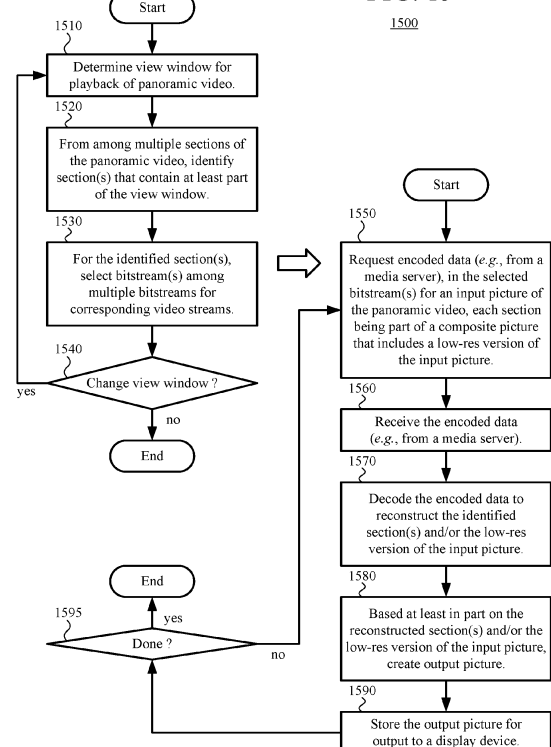 1500
Start
1510
Determine view window for
playback of panoramic video.
1520
From among multiple sections of
the panoramic video, identify
section(s) that contain at least part
of the view window.
1530
For the identified section(s),
select bitstream(s) among
multiple bitstreams for
corresponding video streams.
1540
Change view window ?
yes
no
End
Start
1550
Request encoded data (e.g., from a
media server), in the selected
bitstream(s) for an input picture of
the panoramic video, each section
being part of a composite picture
that includes a low-res version of
the input picture.
1560
Receive the encoded data
(e.g., from a media server).
1570
Decode the encoded data to
reconstruct the identified
section(s) and/or the low-res
version of the input picture.
1580
Based at least in part on the
reconstructed section(s) and/or the
low-res version of the input picture,
create output picture.
1590
Store the output picture for
output to a display device.
1595
Done ?
yes
no
End